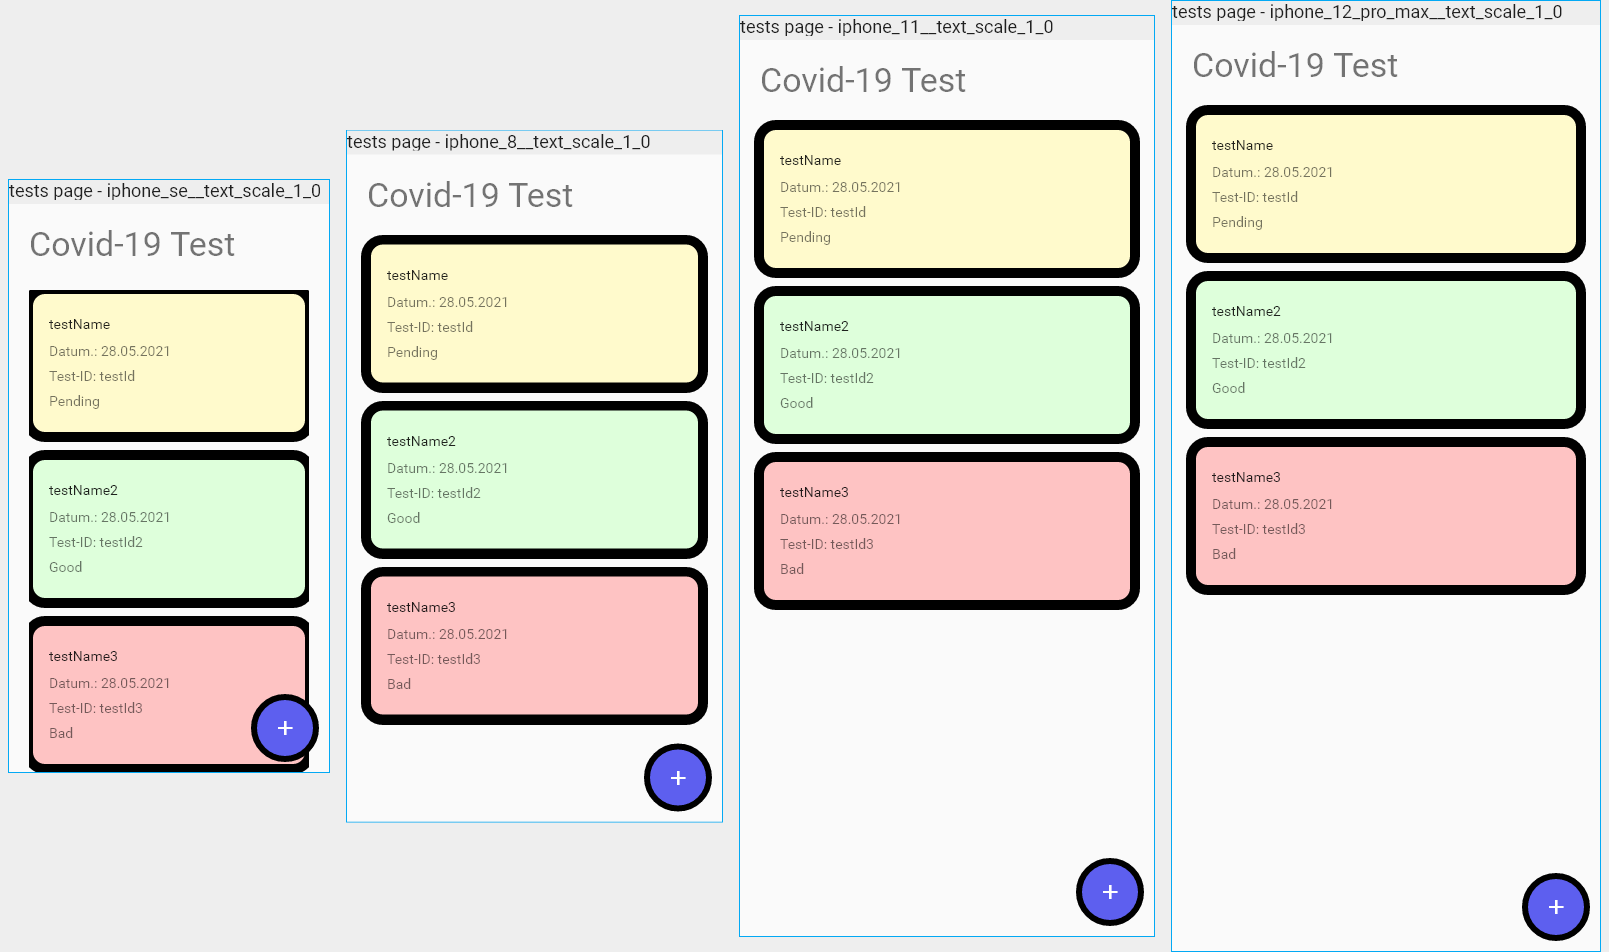 tests page - iphone_se__text_scale_1_0
Covid-19 Test
testName
Datum.: 28.05.2021
Test-ID: testId
Pending
testName2
Datum.: 28.05.2021
Test-ID: testId2
Good
testName3
Datum.: 28.05.2021
Test-ID: testId3
Bad
+
tests page - iphone_8__text_scale_1_0
Covid-19 Test
testName
Datum.: 28.05.2021
Test-ID: testId
Pending
testName2
Datum.: 28.05.2021
Test-ID: testId2
Good
testName3
Datum.: 28.05.2021
Test-ID: testId3
Bad
+
tests page - iphone_11__text_scale_1_0
Covid-19 Test
testName
Datum.: 28.05.2021
Test-ID: testId
Pending
testName2
Datum.: 28.05.2021
Test-ID: testId2
Good
testName3
Datum.: 28.05.2021
Test-ID: testId3
Bad
+
tests page - iphone_12_pro_max__text_scale_1_0
Covid-19 Test
testName
Datum.: 28.05.2021
Test-ID: testId
Pending
testName2
Datum.: 28.05.2021
Test-ID: testId2
Good
testName3
Datum.: 28.05.2021
Test-ID: testId3
Bad
+